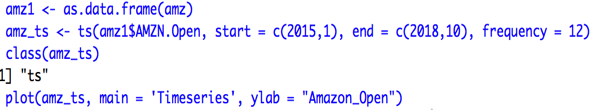 amz1 <- as.data.frame(amz)
amz_ts <- ts(amz1$AMZN.Open, start = c(2015,1), end = c(2018,10), frequency = 12)
class(amz_ts)
1] "ts"
plot(amz_ts, main = 'Timeseries', ylab = "Amazon_Open")